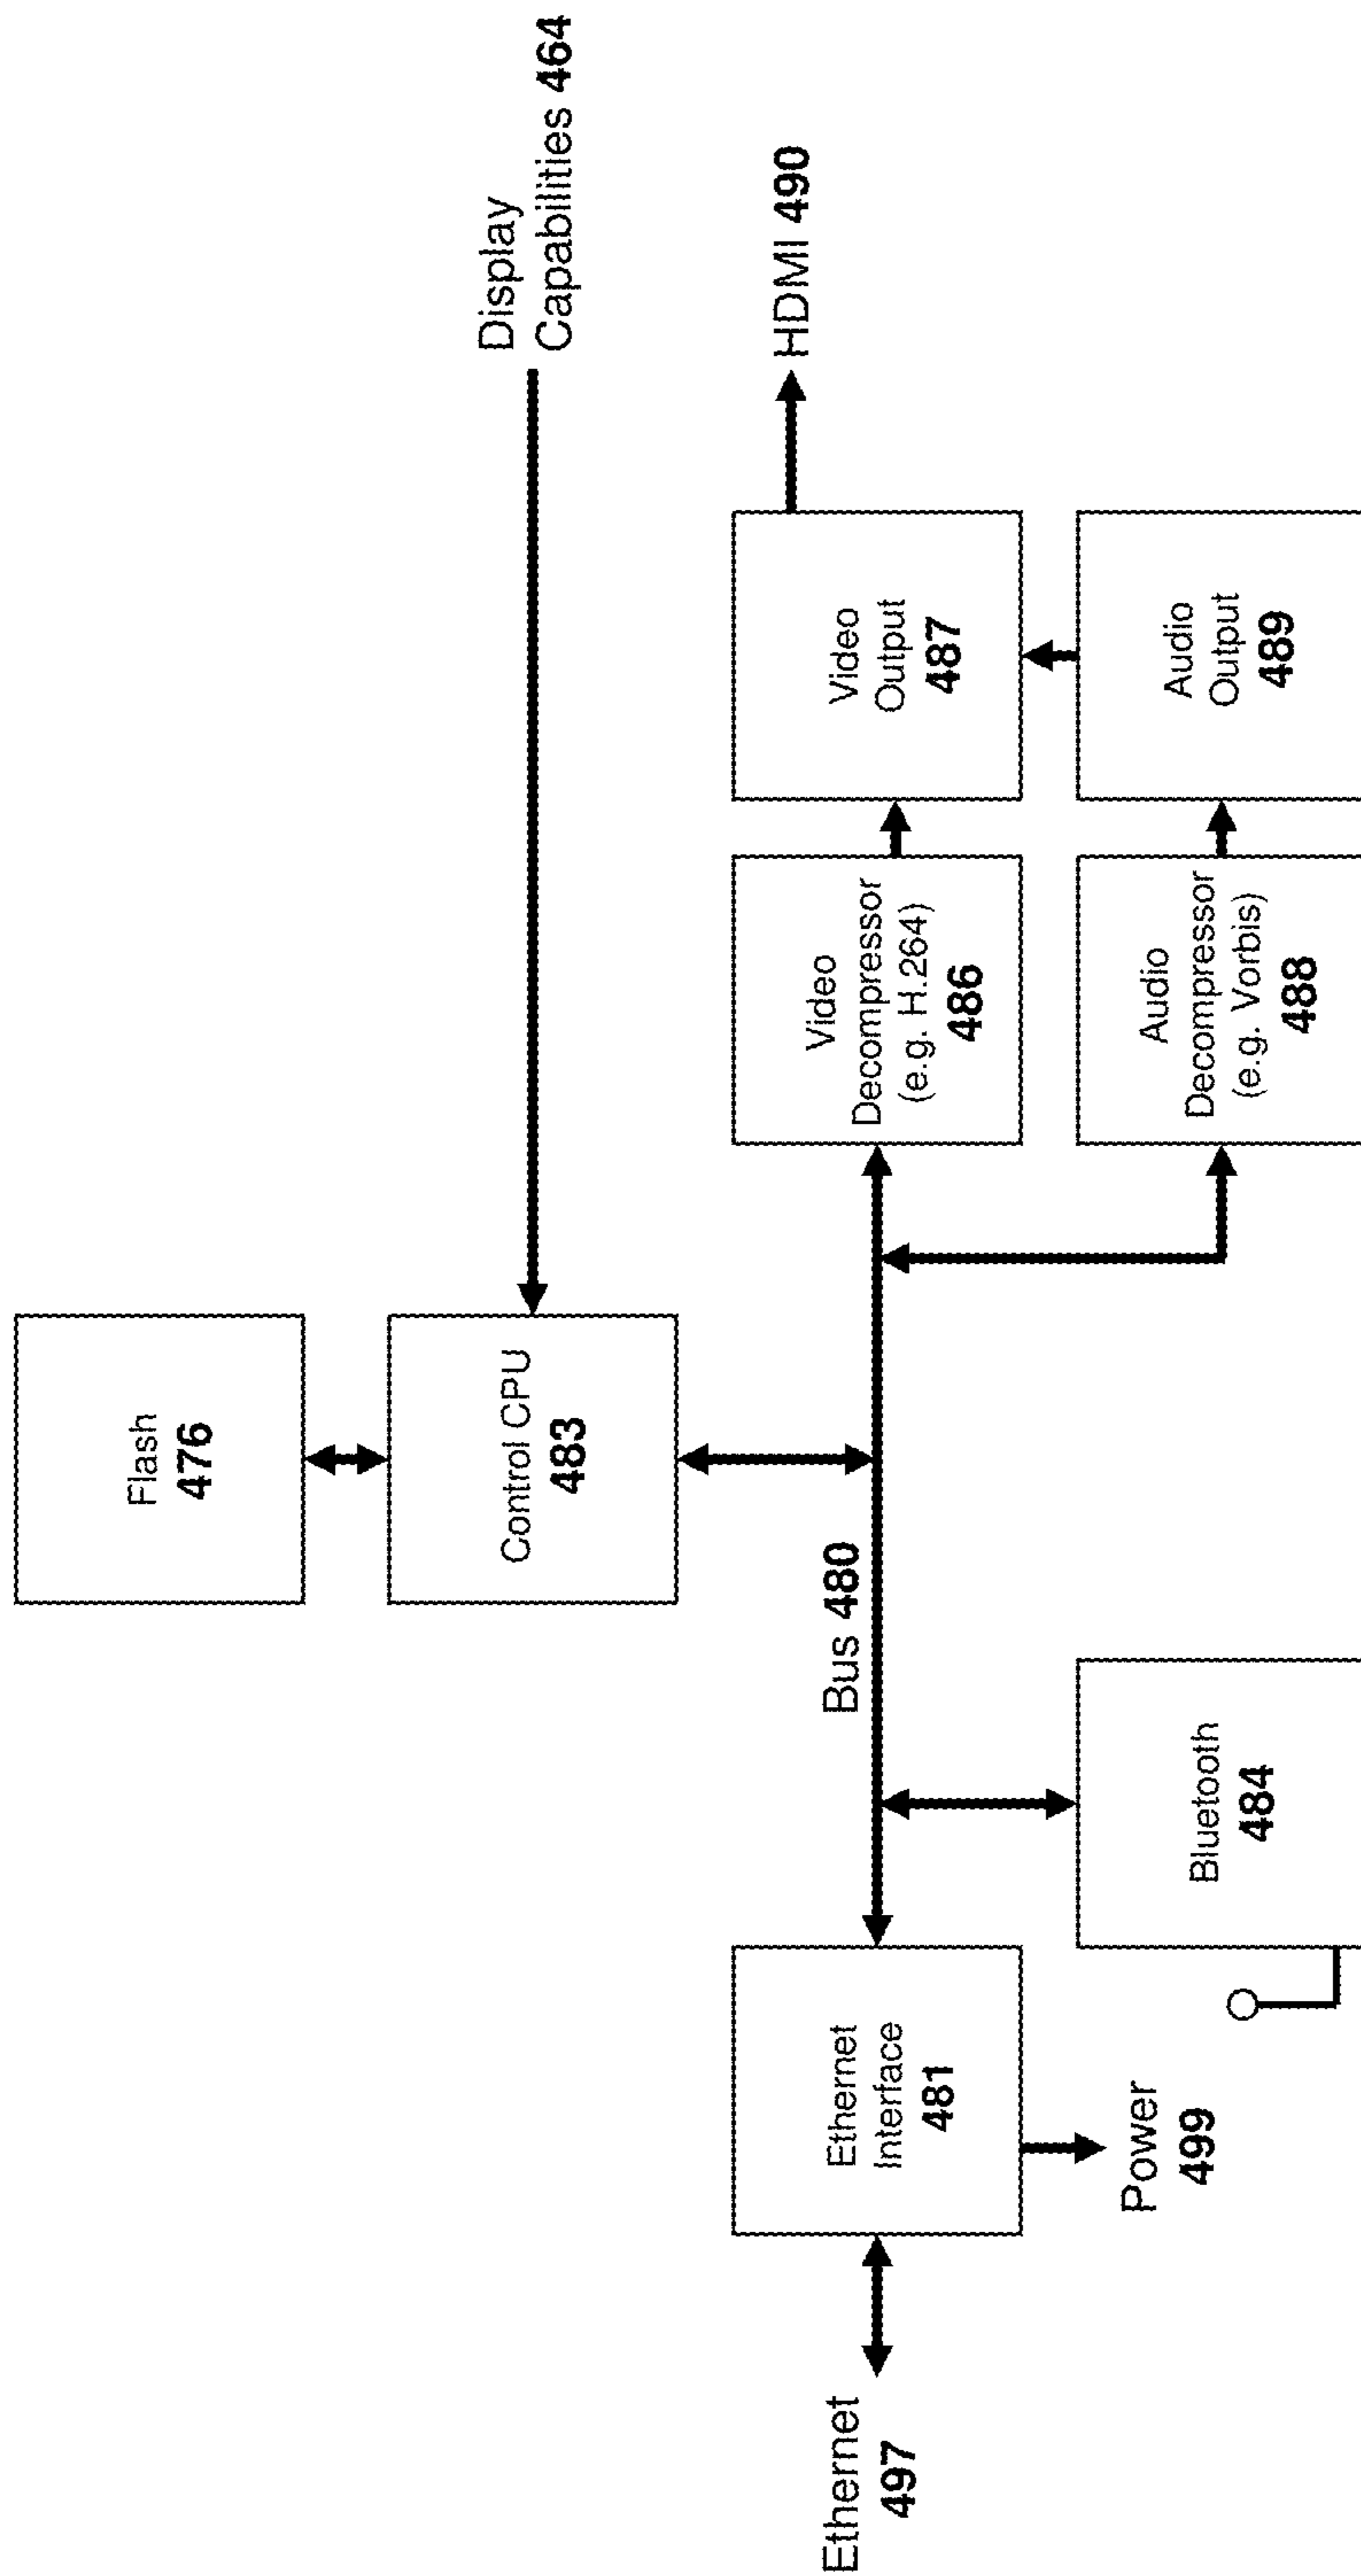 Flash
476
Display
Capabilities 464
Control CPU
483
Bus 480
HDMI 490
Ethernet
497
Ethernet
Interface
481
Video
Decompressor
(e.g. H.264)
486
Video
Output
487
Power
499
Bluetooth
484
Audio
Decompressor
(e.g. Vorbis)
488
Audio
Output
489